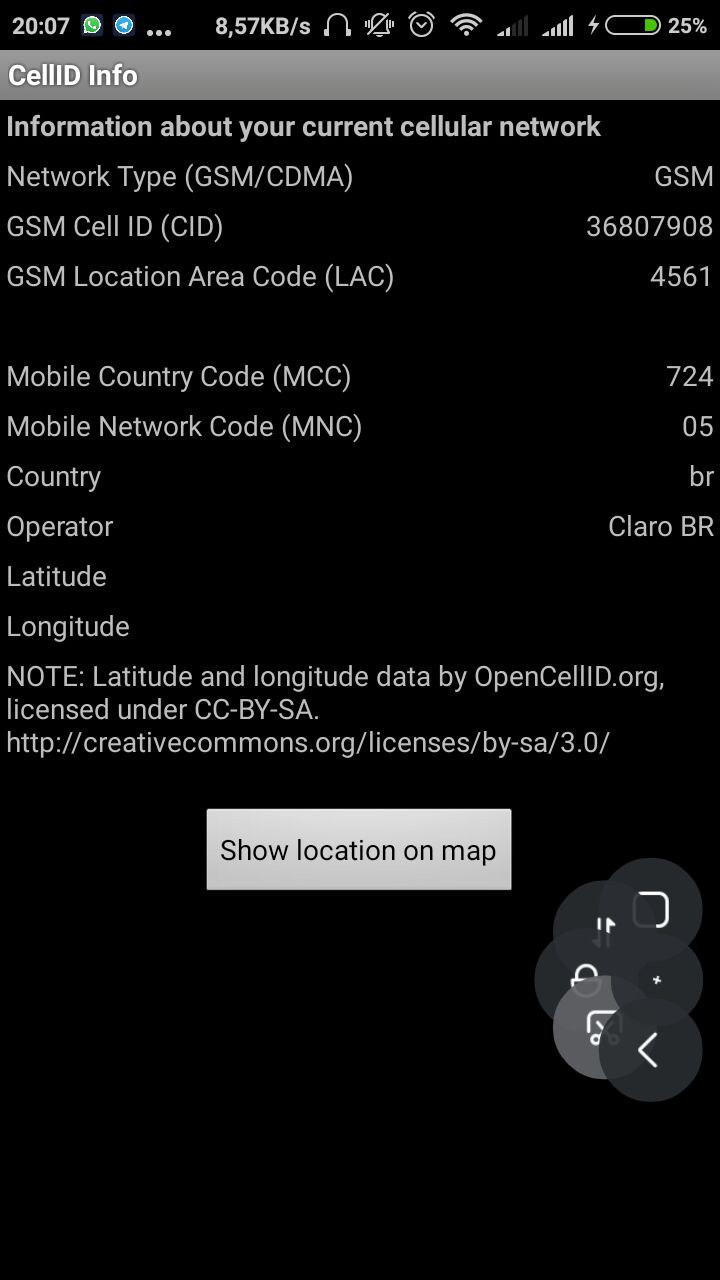 20:07 ... 8,57KB/s 25%
CellID Info
Information about your current cellular network
Network Type (GSM/CDMA) GSM
GSM Cell ID (CID) 36807908
GSM Location Area Code (LAC) 4561
Mobile Country Code (MCC) 724
Mobile Network Code (MNC) 05
Country br
Operator Claro BR
Latitude
Longitude
NOTE: Latitude and longitude data by OpenCellID.org,
licensed under CC-BY-SA.
http://creativecommons.org/licenses/by-sa/3.0/
Show location on map